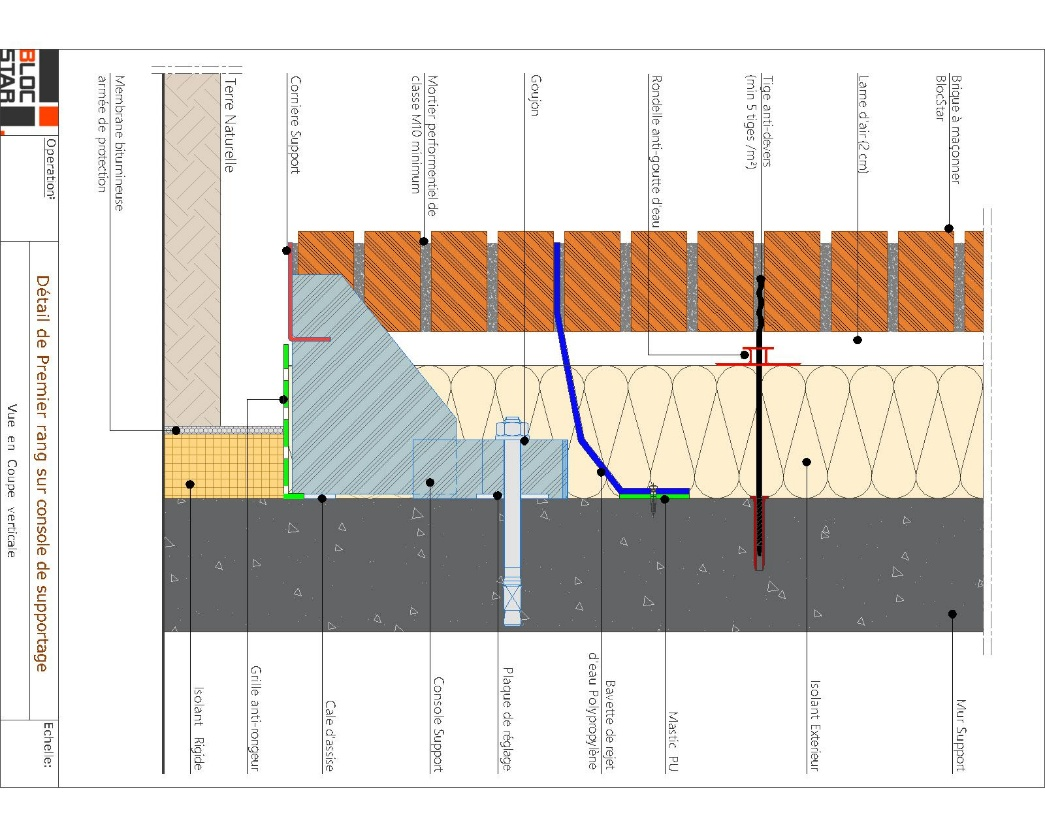 Brique à maçonner
BlocStar
Lame d'air (2 cm)
Tige anti-devers
(min 5 tiges /m²)
Rondelle anti-goutte d'eau
Goujon
Mortier performentiel de
classe M10 minimum
Cornière Support
Terre Naturelle
Membrane bitumineuse
armée de protection
Mur Support
Isolant Exterieur
Mastic PU
Bavette de rejet
d'eau Polypropylène
Plaque de réglage
Console Support
Cale d'assise
Grille anti-rongeur
Isolant Rigide
BLOC
STAR
Operation:
Détail de Premier rang sur console de supportage
Vue en Coupe verticale
Echelle: